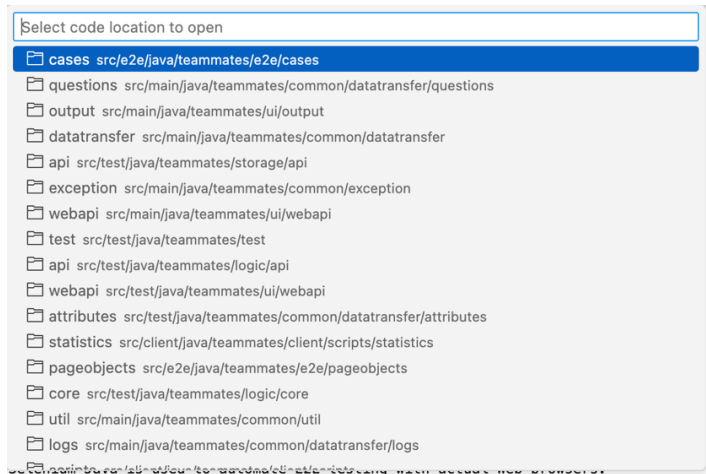 Select code location to open
cases src/e2e/java/teammates/e2e/cases
questions src/main/java/teammates/common/datatransfer/questions
output src/main/java/teammates/ui/output
datatransfer src/main/java/teammates/common/datatransfer
api src/test/java/teammates/storage/api
exception src/main/java/teammates/common/exception
webapi src/main/java/teammates/ui/webapi
test src/test/java/teammates/test
api src/test/java/teammates/logic/api
webapi src/test/java/teammates/ui/webapi
attributes src/test/java/teammates/common/datatransfer/attributes
statistics src/client/java/teammates/client/scripts/statistics
pageobjects src/e2e/java/teammates/e2e/pageobjects
core src/test/java/teammates/logic/core
util src/main/java/teammates/common/util
logs src/main/java/teammates/common/datatransfer/logs